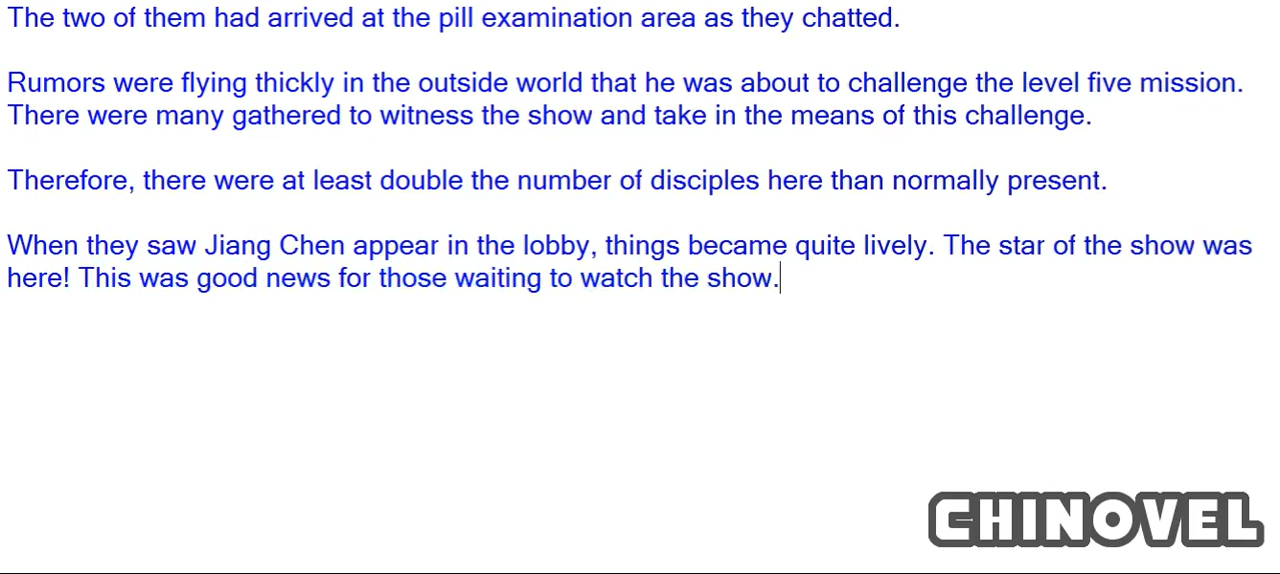 The two of them had arrived at the pill examination area as they chatted.
Rumors were flying thickly in the outside world that he was about to challenge the level five mission.
There were many gathered to witness the show and take in the means of this challenge.
Therefore, there were at least double the number of disciples here than normally present.
When they saw Jiang Chen appear in the lobby, things became quite lively. The star of the show was
here! This was good news for those waiting to watch the show.
CHINOVEL